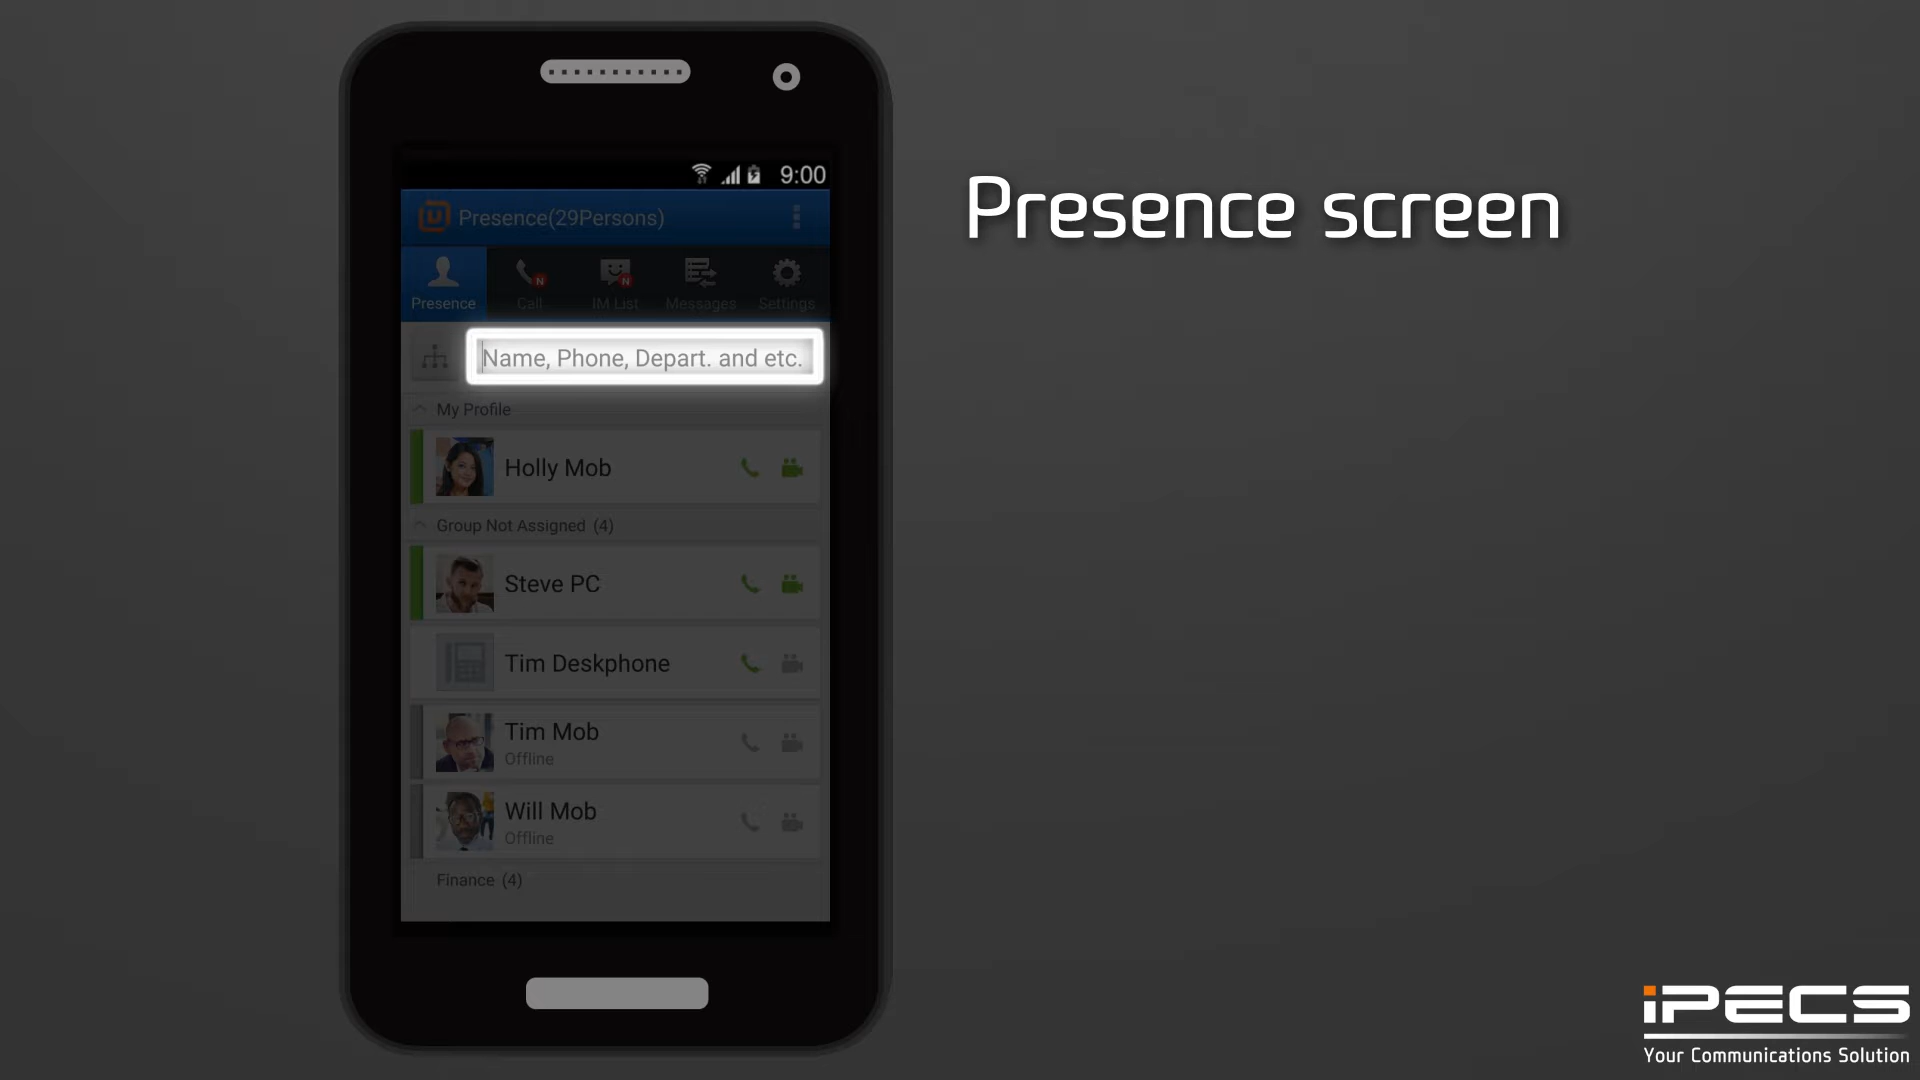 9:00
Presence(29Persons)
Presence
Call
N
IM List
N
Messages
Settings
Name, Phone, Depart. and etc.
My Profile
Holly Mob
Group Not Assigned (4)
Steve PC
Tim Deskphone
Tim Mob
Offline
Will Mob
Offline
Finance (4)
Presence screen
iPECS
Your Communications Solution